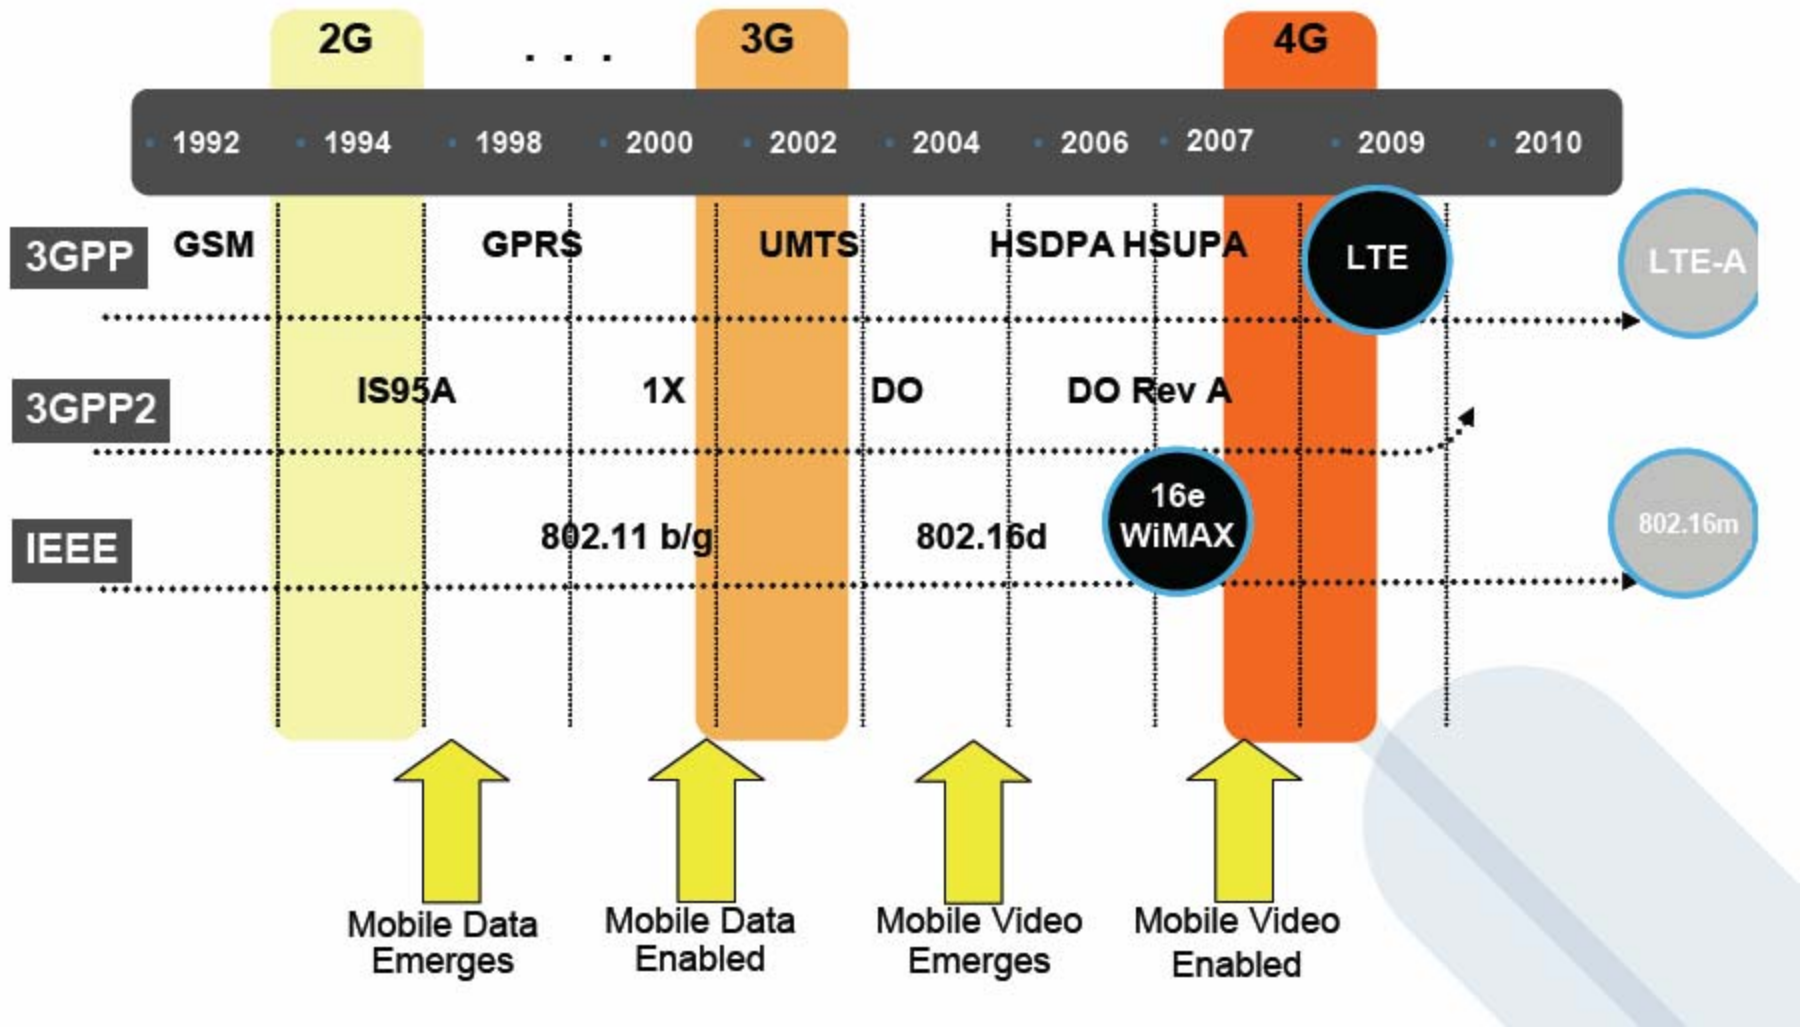 2G . . . 3G 4G
• 1992 • 1994 • 1998 • 2000 • 2002 • 2004 • 2006 • 2007 • 2009 • 2010
3GPP GSM GPRS UMTS HSDPA HSUPA LTE LTE-A
3GPP2 IS95A 1X DO DO Rev A
IEEE 802.11 b/g 802.16d 16e 802.16m
WiMAX
Mobile Data Mobile Data Mobile Video Mobile Video
Emerges Enabled Emerges Enabled